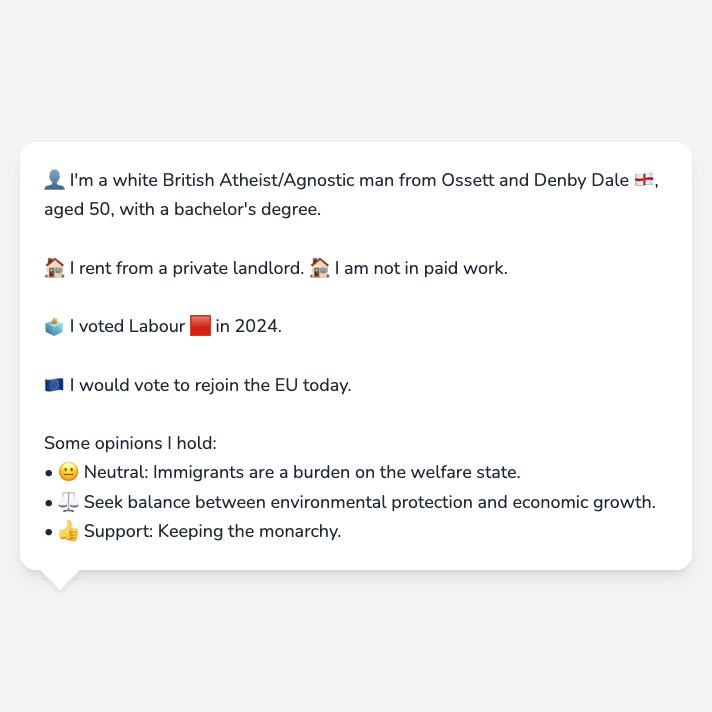 👤 I'm a white British Atheist/Agnostic man from Ossett and Denby Dale 🏴󠁧󠁢󠁥󠁮󠁧󠁿,
aged 50, with a bachelor's degree.
🏠 I rent from a private landlord. 🏠 I am not in paid work.
🗳️ I voted Labour 🟥 in 2024.
🇪🇺 I would vote to rejoin the EU today.
Some opinions I hold:
• 😐 Neutral: Immigrants are a burden on the welfare state.
• ⚖️ Seek balance between environmental protection and economic growth.
• 👍 Support: Keeping the monarchy.